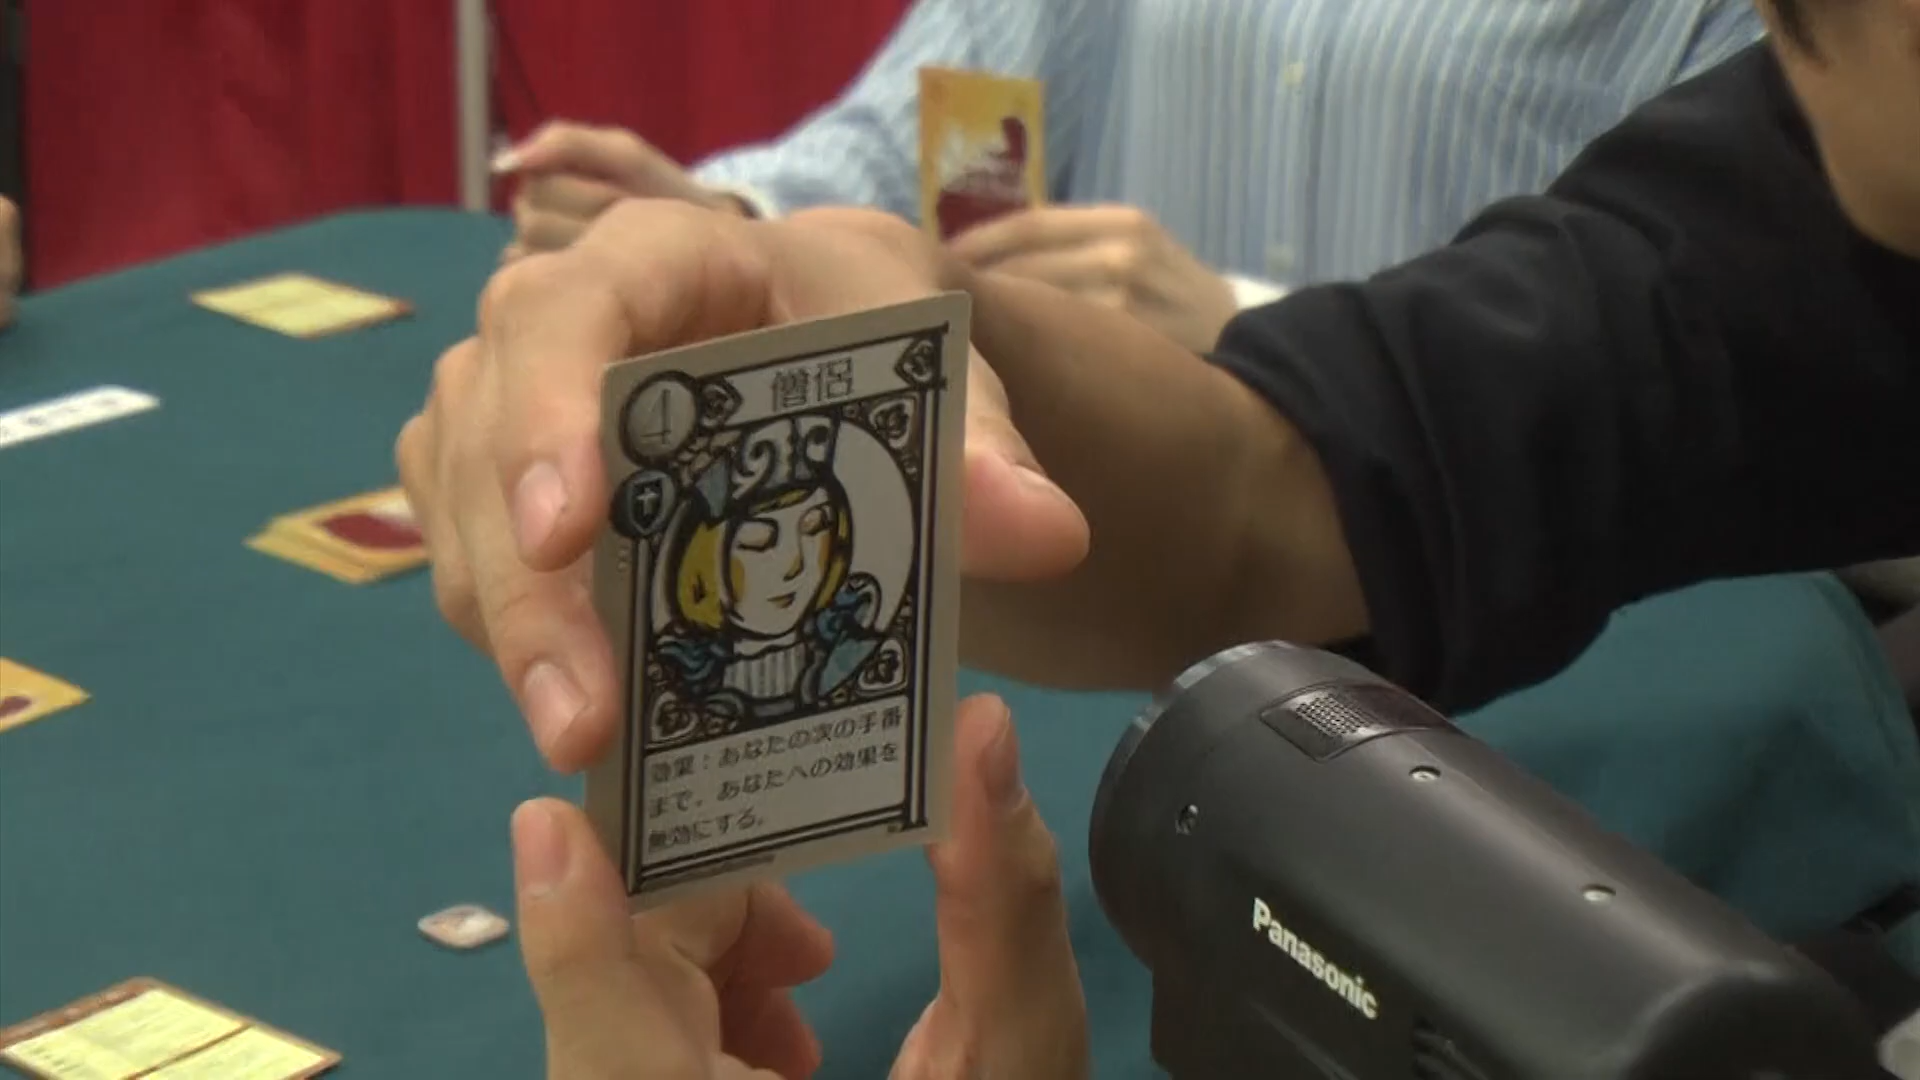 4
僧侶
効果：あなたの次の手番
まで、あなたへの効果を
無効にする。
Panasonic